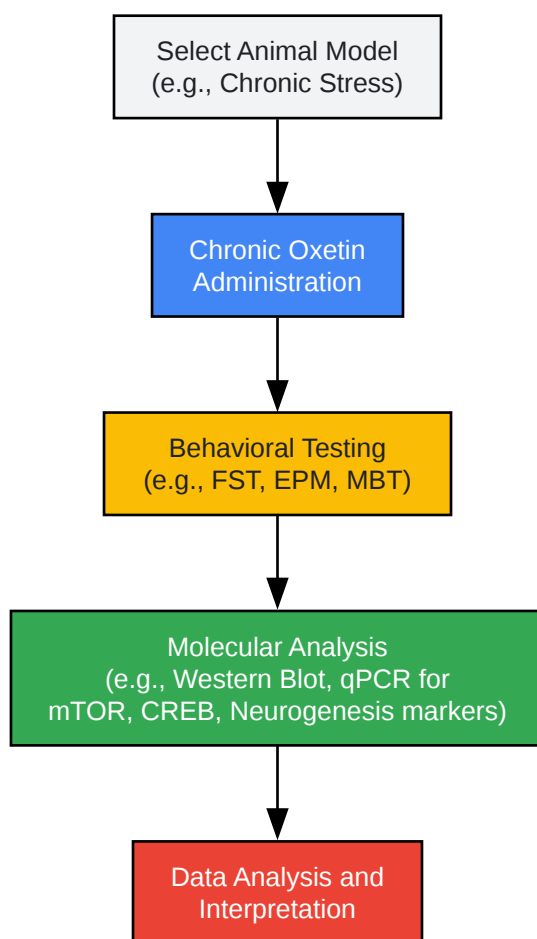 Select Animal Model
(e.g., Chronic Stress)
Chronic Oxetin
Administration
Behavioral Testing
(e.g., FST, EPM, MBT)
Molecular Analysis
(e.g., Western Blot, qPCR for
mTOR, CREB, Neurogenesis markers)
Data Analysis and
Interpretation